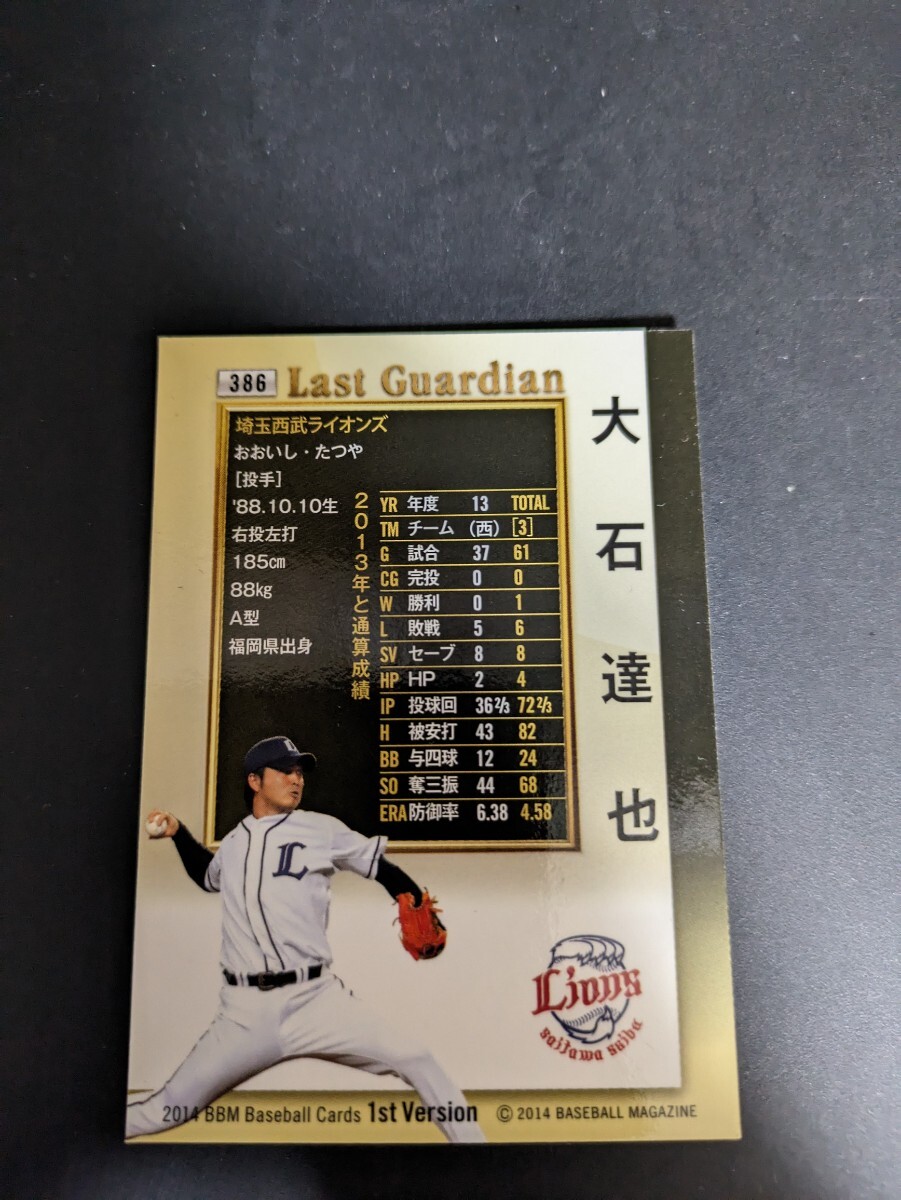 386 Last Guardian
埼玉西武ライオンズ
おおいし・たつや
[投手]
'88.10.10生
右投左打
185cm
88kg
A型
福岡県出身
2013年と通算成績
YR 年度 13 TOTAL
TM チーム (西) [3]
G 試合 37 61
CG 完投 0 0
W 勝利 0 1
L 敗戦 5 6
SV セーブ 8 8
HP HP 2 4
IP 投球回 36 2/3 72 2/3
H 被安打 43 82
BB 与四球 12 24
SO 奪三振 44 68
ERA 防御率 6.38 4.58
大石達也
L
L
Lions
saitama seibu
2014 BBM Baseball Cards 1st Version © 2014 BASEBALL MAGAZINE